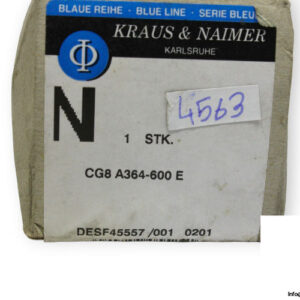 BLAUE REIHE · BLUE LINE · SERIE BLEU
KRAUS & NAIMER
KARLSRUHE
N
4563
1 STK.
CG8 A364-600 E
DESF45557 /001 0201